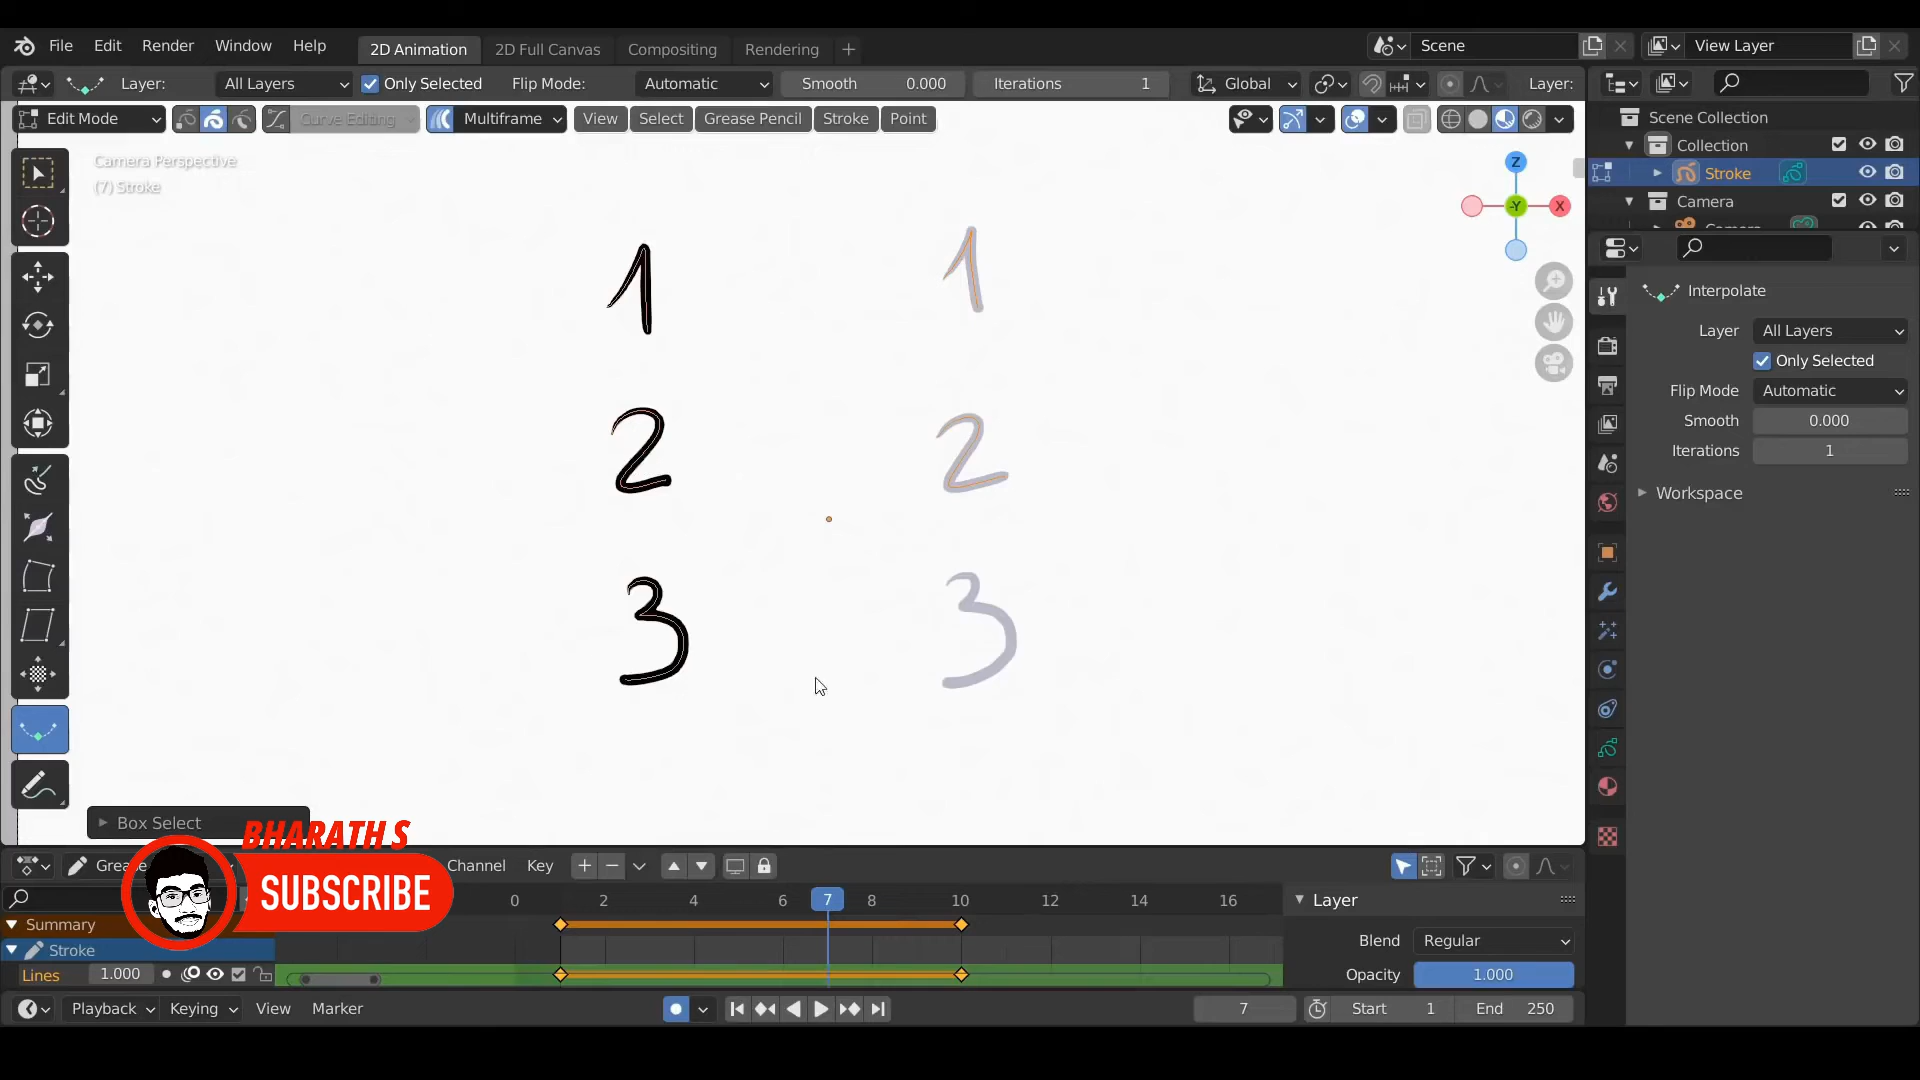 File Edit Render Window Help 2D Animation 2D Full Canvas Compositing Rendering + Scene View Layer
Layer: All Layers Only Selected Flip Mode: Automatic Smooth 0.000 Iterations 1 Global Layer:
Edit Mode Curve Editing Multiframe View Select Grease Pencil Stroke Point
Scene Collection
Collection
Stroke
Camera
Camera Perspective
(7) Stroke
Z
-Y
X
1 1
2 2
3 3
Interpolate
Layer All Layers
Only Selected
Flip Mode Automatic
Smooth 0.000
Iterations 1
Workspace
Box Select
BHARATH S
SUBSCRIBE
Channel Key
0 2 4 6 7 8 10 12 14 16
Summary
Stroke
Lines 1.000
Layer
Blend Regular
Opacity 1.000
Playback Keying View Marker 7 Start 1 End 250